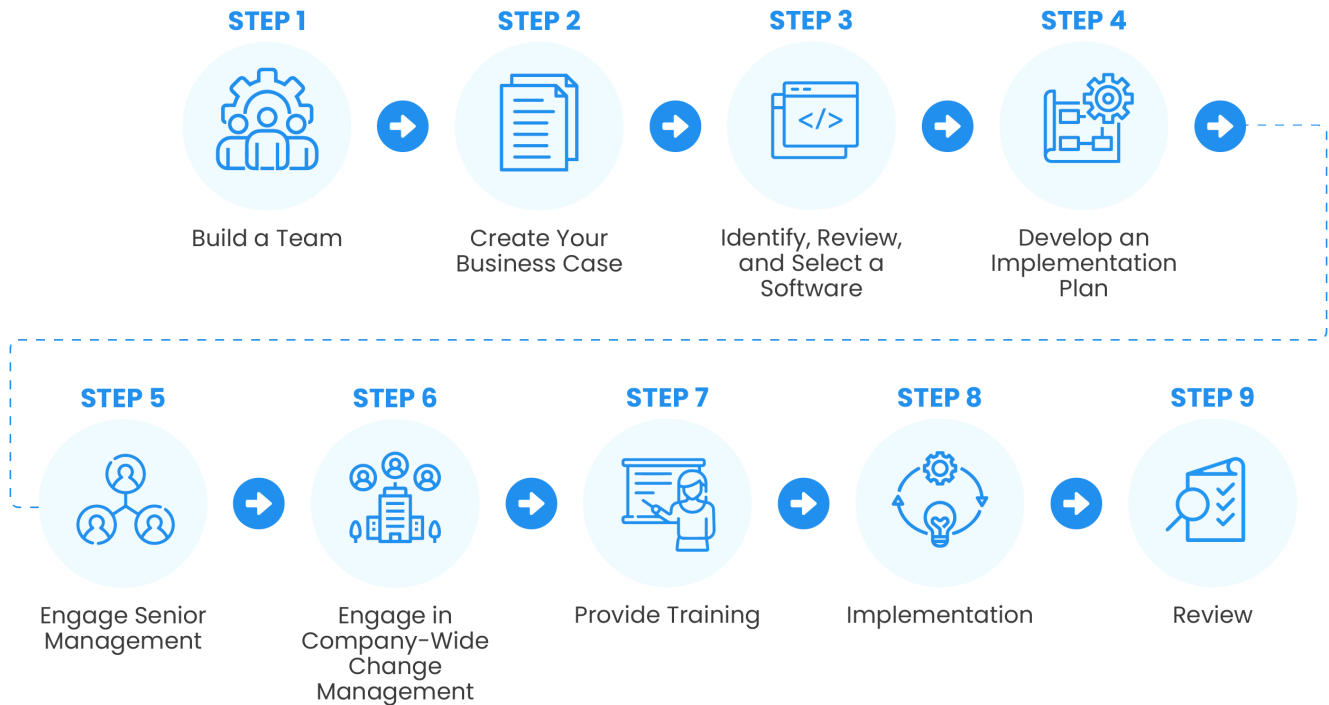 STEP 1
STEP 2
STEP 3
STEP 4
Build a Team
Create Your
Business Case
Identify, Review,
and Select a
Software
</>
Develop an
Implementation
Plan
STEP 5
STEP 6
STEP 7
STEP 8
STEP 9
Engage Senior
Management
Engage in
Company-Wide
Change
Management
Provide Training
Implementation
Review